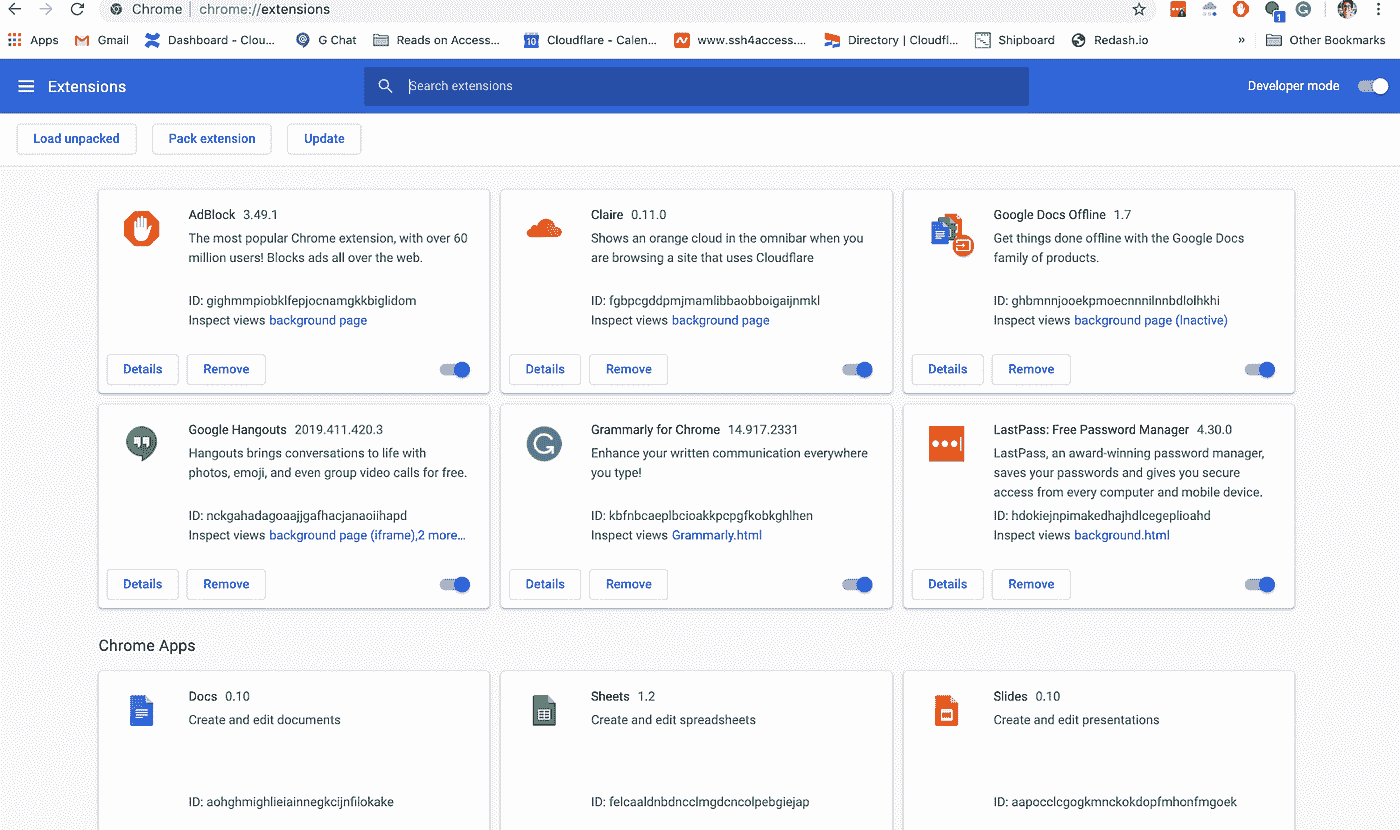 Chrome chrome://extensions
1
Apps Gmail Dashboard - Clou... G Chat Reads on Access... 10 Cloudflare - Calen... www.ssh4access.... Directory | Cloudfl... Shipboard Redash.io » Other Bookmarks
Extensions Search extensions Developer mode
Load unpacked Pack extension Update
AdBlock 3.49.1
The most popular Chrome extension, with over 60
million users! Blocks ads all over the web.
ID: gighmmpiobklfepjocnamgkkbiglidom
Inspect views background page
Details Remove
Claire 0.11.0
Shows an orange cloud in the omnibar when you
are browsing a site that uses Cloudflare
ID: fgbpcgddpmjmamlibbaobboigaijnmkl
Inspect views background page
Details Remove
Google Docs Offline 1.7
Get things done offline with the Google Docs
family of products.
ID: ghbmnnjooekpmoecnnnilnnbdlolhkhi
Inspect views background page (Inactive)
Details Remove
Google Hangouts 2019.411.420.3
Hangouts brings conversations to life with
photos, emoji, and even group video calls for free.
ID: nckgahadagoaajjgafhacjanaoiihapd
Inspect views background page (iframe),2 more...
Details Remove
Grammarly for Chrome 14.917.2331
Enhance your written communication everywhere
you type!
ID: kbfnbcaeplbcioakkpcpgfkobkghlhen
Inspect views Grammarly.html
Details Remove
LastPass: Free Password Manager 4.30.0
LastPass, an award-winning password manager,
saves your passwords and gives you secure
access from every computer and mobile device.
ID: hdokiejnpimakedhajhdlcegeplioahd
Inspect views background.html
Details Remove
Chrome Apps
Docs 0.10
Create and edit documents
ID: aohghmighlieiainnegkcijnfilokake
Sheets 1.2
Create and edit spreadsheets
ID: felcaaldnbdncclmgdcncolpebgiejap
Slides 0.10
Create and edit presentations
ID: aapocclcgogkmnckokdopfmhonfmgoek